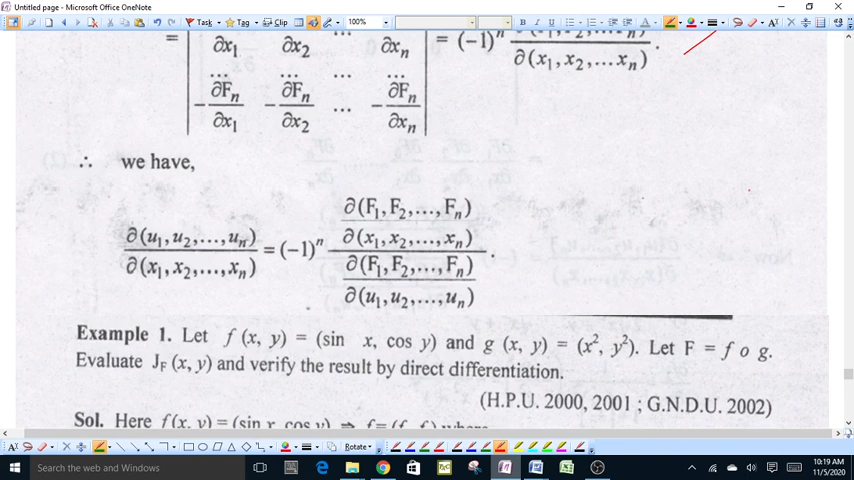 Untitled page - Microsoft Office OneNote
Task
Tag
Clip
100%
B I U
= | ∂x₁ ∂x₂ ... ∂xₙ | = (-1)ⁿ
∂(x₁, x₂, ... xₙ) .
... ... ... ...
-∂Fₙ/∂x₁ -∂Fₙ/∂x₂ ... -∂Fₙ/∂xₙ
∴ we have,
∂(u₁, u₂, ..., uₙ)/∂(x₁, x₂, ..., xₙ) = (-1)ⁿ [∂(F₁, F₂, ..., Fₙ)/∂(x₁, x₂, ..., xₙ)] / [∂(F₁, F₂, ..., Fₙ)/∂(u₁, u₂, ..., uₙ)] .
Example 1. Let f (x, y) = (sin x, cos y) and g (x, y) = (x², y²). Let F = f o g.
Evaluate J_F (x, y) and verify the result by direct differentiation.
(H.P.U. 2000, 2001 ; G.N.D.U. 2002)
Sol. Here f(x, y) = (sin x, cos y) ⇒ f = (f, f) where
Rotate
Search the web and Windows
10:19 AM
11/5/2020